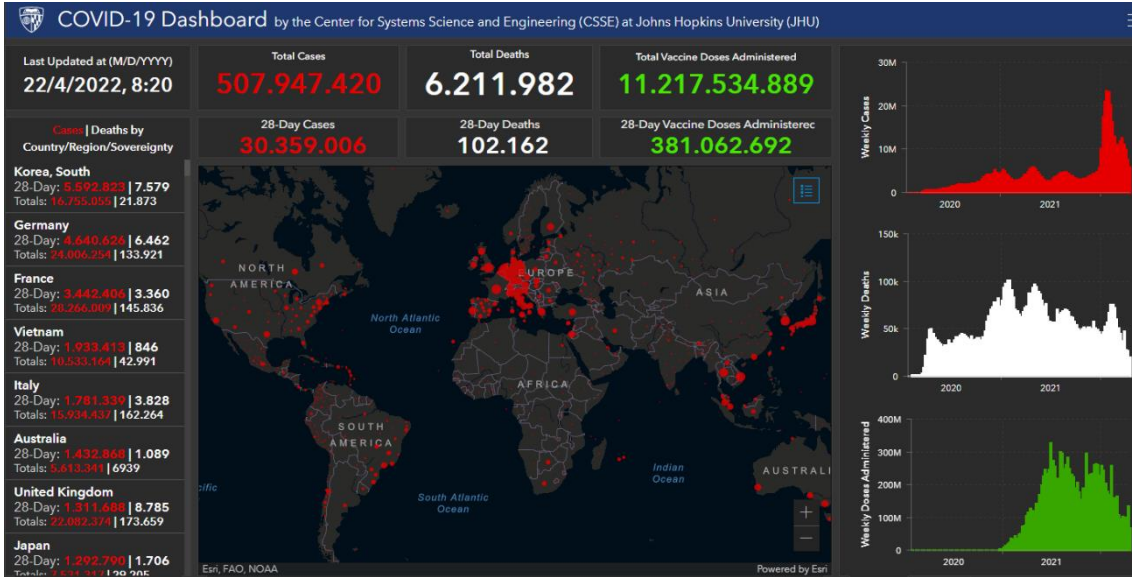 COVID-19 Dashboard by the Center for Systems Science and Engineering (CSSE) at Johns Hopkins University (JHU)
Last Updated at (M/D/YYYY)
22/4/2022, 8:20
Cases | Deaths by
Country/Region/Sovereignty
Korea, South
28-Day: 5.592.823 | 7.579
Totals: 16.755.055 | 21.873
Germany
28-Day: 4.640.626 | 6.462
Totals: 24.006.254 | 133.921
France
28-Day: 3.442.406 | 3.360
Totals: 28.266.009 | 145.836
Vietnam
28-Day: 1.933.413 | 846
Totals: 10.533.164 | 42.991
Italy
28-Day: 1.781.339 | 3.828
Totals: 15.934.437 | 162.264
Australia
28-Day: 1.432.868 | 1.089
Totals: 5.613.341 | 6939
United Kingdom
28-Day: 1.311.688 | 8.785
Totals: 22.082.374 | 173.659
Japan
28-Day: 1.292.790 | 1.706
Totals: | 29.205
Total Cases
507.947.420
Total Deaths
6.211.982
Total Vaccine Doses Administered
11.217.534.889
28-Day Cases
30.359.006
28-Day Deaths
102.162
28-Day Vaccine Doses Administerec
381.062.692
NORTH
AMERICA
EUROPE
ASIA
North Atlantic
Ocean
AFRICA
SOUTH
AMERICA
Indian
Ocean
AUSTRALI
cific
South Atlantic
Ocean
+
−
Esri, FAO, NOAA
Powered by Esri
Weekly Cases
30M
20M
10M
0
2020
2021
Weekly Deaths
150k
100k
50k
0
2020
2021
Weekly Doses Administered
400M
300M
200M
100M
0
2020
2021